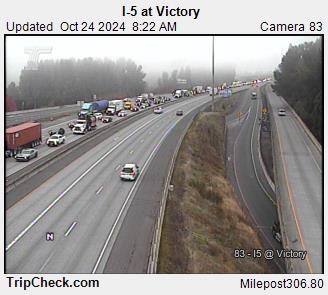 I-5 at Victory
Updated Oct 24 2024 8:22 AM Camera 83
N
83 - I5 @ Victory
TripCheck.com Milepost306.80